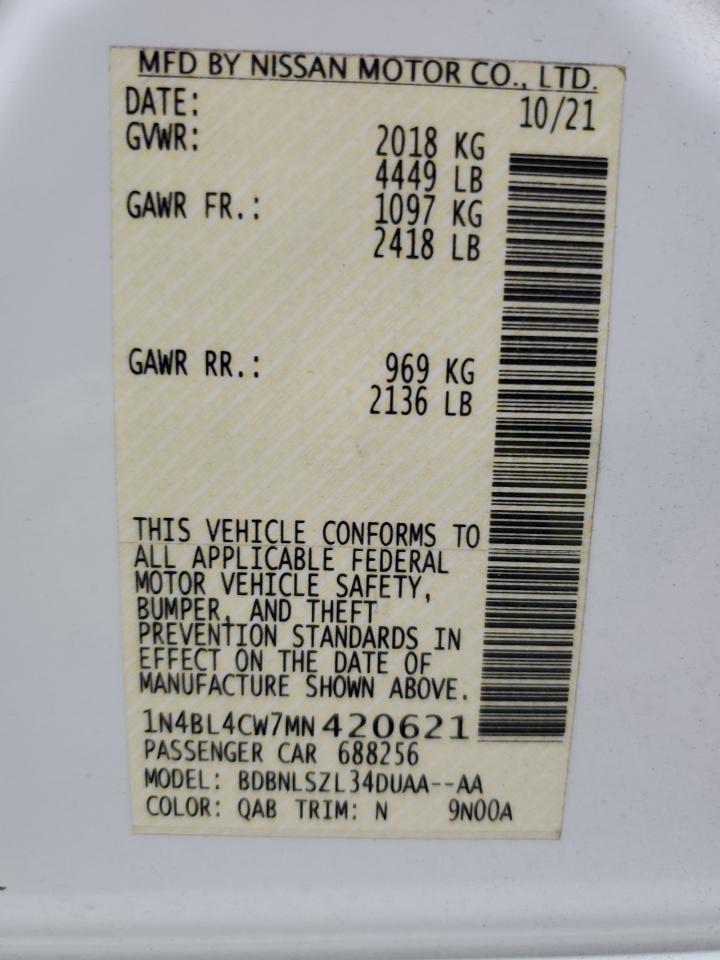 MFD BY NISSAN MOTOR CO., LTD.
DATE: 10/21
GVWR: 2018 KG
4449 LB
GAWR FR.: 1097 KG
2418 LB
GAWR RR.: 969 KG
2136 LB
THIS VEHICLE CONFORMS TO
ALL APPLICABLE FEDERAL
MOTOR VEHICLE SAFETY,
BUMPER, AND THEFT
PREVENTION STANDARDS IN
EFFECT ON THE DATE OF
MANUFACTURE SHOWN ABOVE.
1N4BL4CW7MN420621
PASSENGER CAR 688256
MODEL: BDBNLSZL34DUAA--AA
COLOR: QAB TRIM: N 9N00A